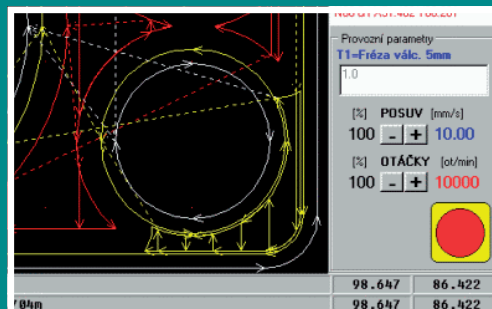 Provozní parametry
T1=Fréza válc. 5mm
1.0
[%] POSUV [mm/s]
100 - + 10.00
[%] OTÁČKY [ot/min]
100 - + 10000
98.647 86.422
704m 98.647 86.422